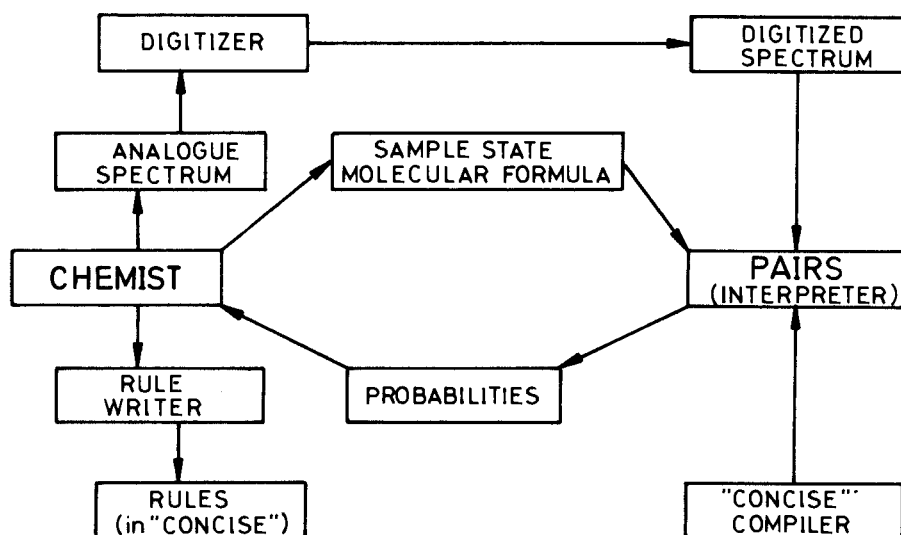 DIGITIZER
DIGITIZED
SPECTRUM
ANALOGUE
SPECTRUM
SAMPLE STATE
MOLECULAR FORMULA
CHEMIST
PAIRS
(INTERPRETER)
RULE
WRITER
PROBABILITIES
RULES
(in "CONCISE")
"CONCISE"
COMPILER